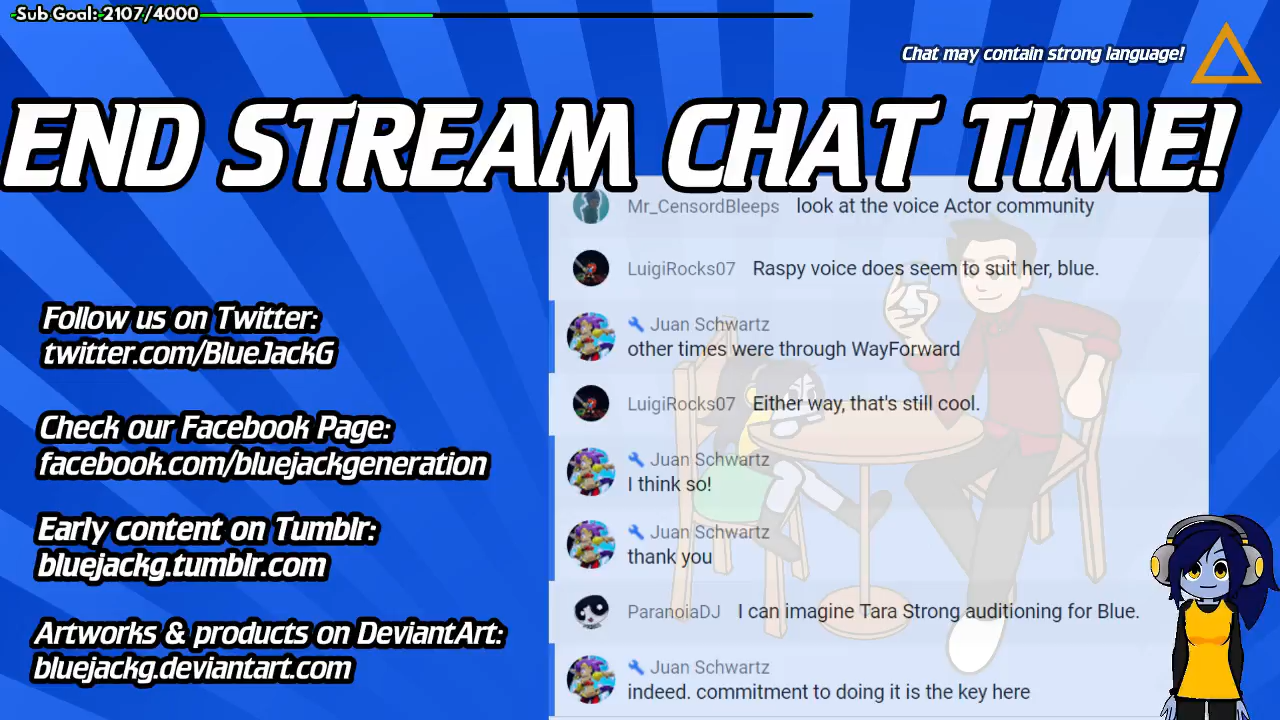 Sub Goal: 2107/4000
Chat may contain strong language!
END STREAM CHAT TIME!
Follow us on Twitter:
twitter.com/BlueJackG
Check our Facebook Page:
facebook.com/bluejackgeneration
Early content on Tumblr:
bluejackg.tumblr.com
Artworks & products on DeviantArt:
bluejackg.deviantart.com
Mr_CensordBleeps look at the voice Actor community
LuigiRocks07 Raspy voice does seem to suit her, blue.
Juan Schwartz
other times were through WayForward
LuigiRocks07 Either way, that's still cool.
Juan Schwartz
I think so!
Juan Schwartz
thank you
ParanoiaDJ I can imagine Tara Strong auditioning for Blue.
Juan Schwartz
indeed. commitment to doing it is the key here